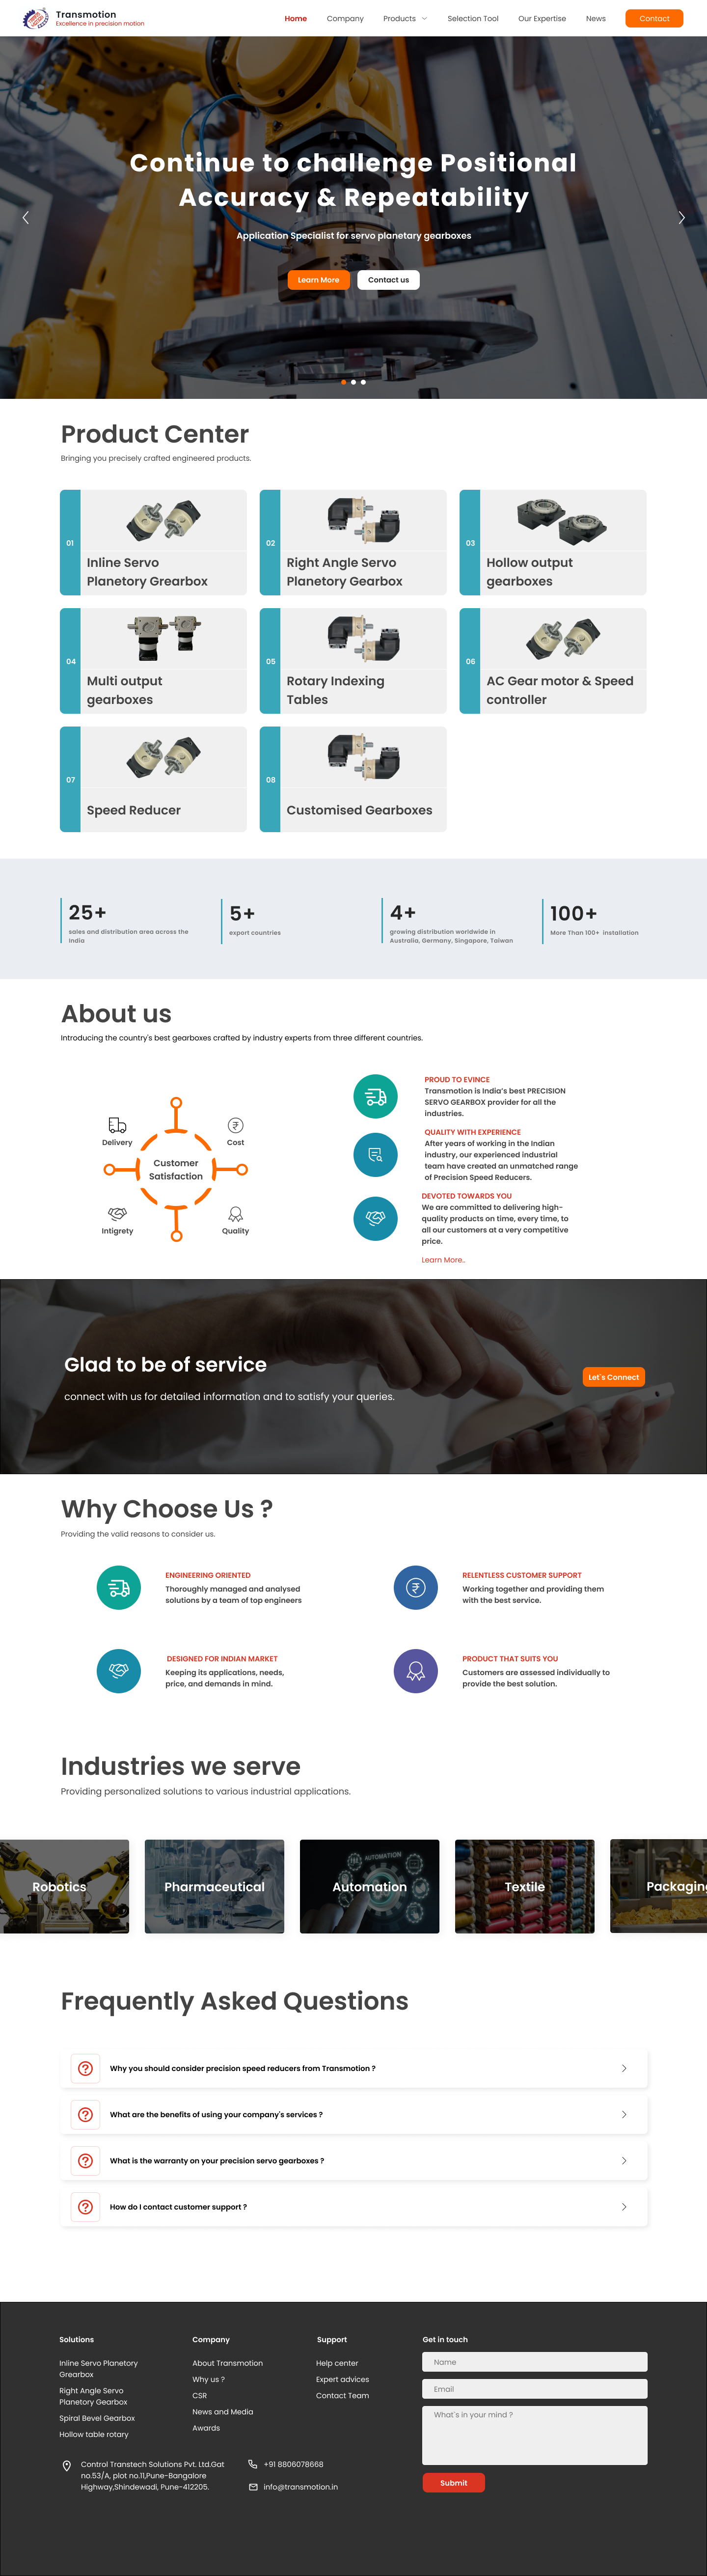 Transmotion
Excellence in precision motion
Home
Company
Products
Selection Tool
Our Expertise
News
Contact
Continue to challenge Positional
Accuracy & Repeatability
Application Specialist for servo planetary gearboxes
Learn More
Contact us
Product Center
Bringing you precisely crafted engineered products.
01
Inline Servo
Planetory Grearbox
02
Right Angle Servo
Planetory Gearbox
03
Hollow output
gearboxes
04
Multi output
gearboxes
05
Rotary Indexing
Tables
06
AC Gear motor & Speed
controller
07
Speed Reducer
08
Customised Gearboxes
25+
sales and distribution area across the
India
5+
export countries
4+
growing distribution worldwide in
Australia, Germany, Singapore, Taiwan
100+
More Than 100+ installation
About us
Introducing the country's best gearboxes crafted by industry experts from three different countries.
Delivery
Cost
Customer
Satisfaction
Intigrety
Quality
PROUD TO EVINCE
Transmotion is India's best PRECISION
SERVO GEARBOX provider for all the
industries.
QUALITY WITH EXPERIENCE
After years of working in the Indian
industry, our experienced industrial
team have created an unmatched range
of Precision Speed Reducers.
DEVOTED TOWARDS YOU
We are committed to delivering high-
quality products on time, every time, to
all our customers at a very competitive
price.
Learn More..
Glad to be of service
connect with us for detailed information and to satisfy your queries.
Let`s Connect
Why Choose Us ?
Providing the valid reasons to consider us.
ENGINEERING ORIENTED
Thoroughly managed and analysed
solutions by a team of top engineers
RELENTLESS CUSTOMER SUPPORT
Working together and providing them
with the best service.
DESIGNED FOR INDIAN MARKET
Keeping its applications, needs,
price, and demands in mind.
PRODUCT THAT SUITS YOU
Customers are assessed individually to
provide the best solution.
Industries we serve
Providing personalized solutions to various industrial applications.
Robotics
Pharmaceutical
AUTOMATION
Automation
Textile
Packaging
Frequently Asked Questions
Why you should consider precision speed reducers from Transmotion ?
What are the benefits of using your company's services ?
What is the warranty on your precision servo gearboxes ?
How do I contact customer support ?
Solutions
Inline Servo Planetory
Grearbox
Right Angle Servo
Planetory Gearbox
Spiral Bevel Gearbox
Hollow table rotary
Company
About Transmotion
Why us ?
CSR
News and Media
Awards
Support
Help center
Expert advices
Contact Team
Get in touch
Name
Email
What`s in your mind ?
Submit
Control Transtech Solutions Pvt. Ltd.Gat
no.53/A, plot no.11,Pune-Bangalore
Highway,Shindewadi, Pune-412205.
+91 8806078668
info@transmotion.in